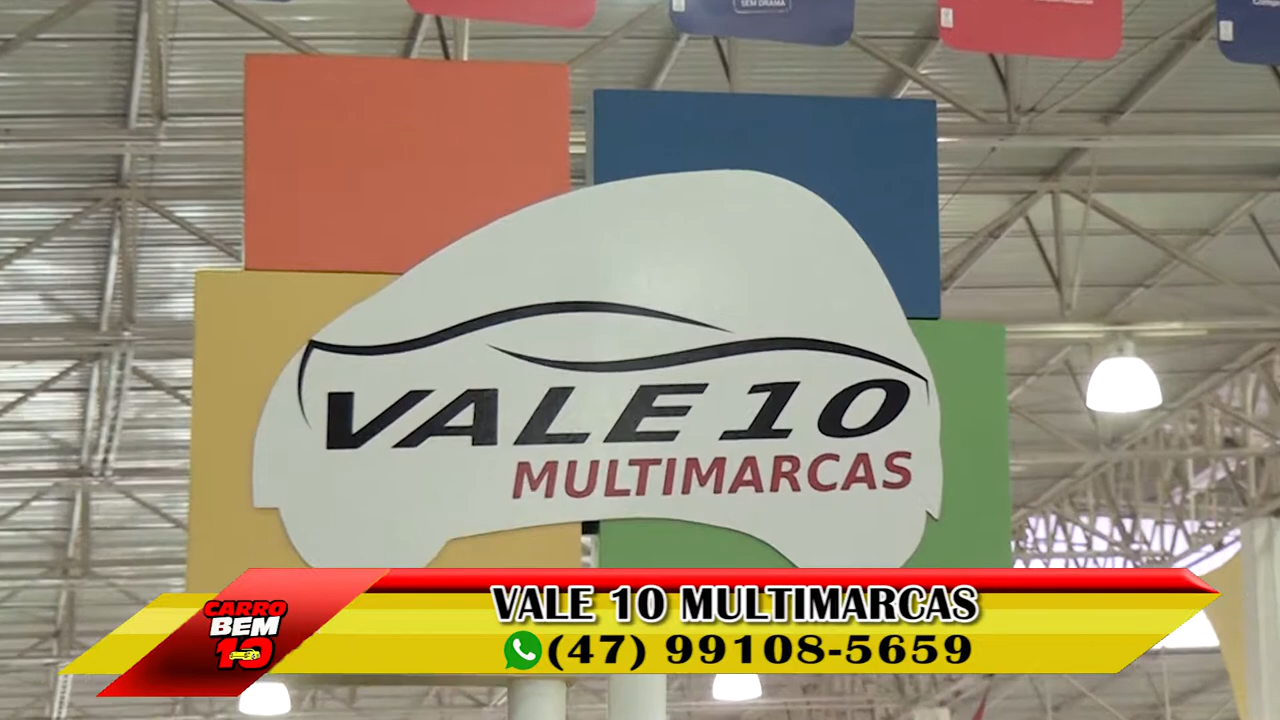 SEM DRAMA
VALE 10
MULTIMARCAS
CARRO
BEM
10
VALE 10 MULTIMARCAS
(47) 99108-5659